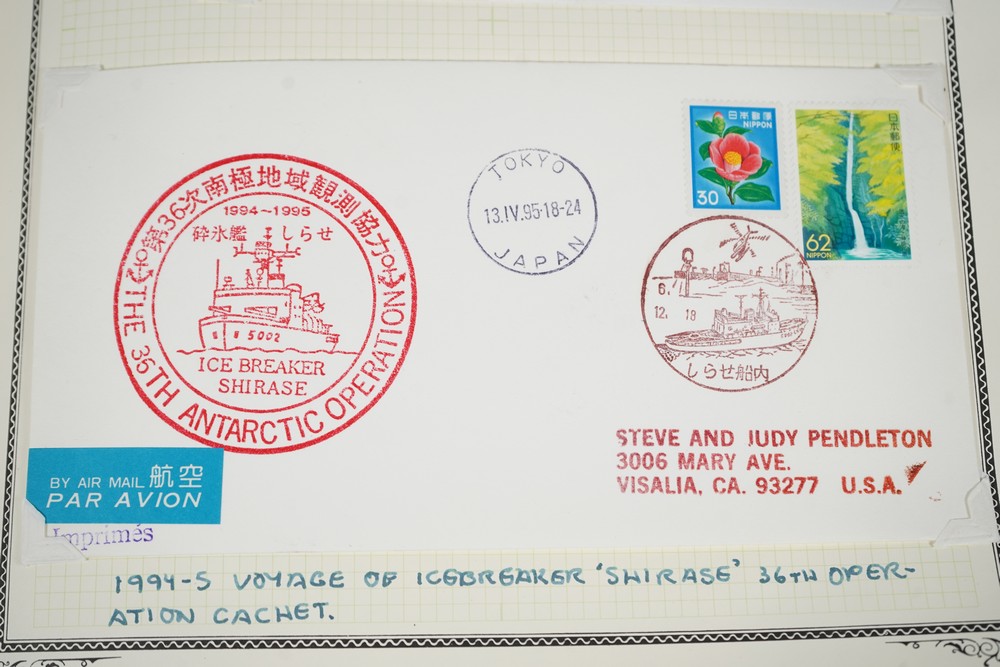 第36次南極地域観測協力
1994~1995
砕氷艦 しらせ
5002
ICE BREAKER
SHIRASE
THE 36TH ANTARCTIC OPERATION
TOKYO
13.IV.95-18-24
JAPAN
日本郵便
NIPPON
30
日本郵便
62
NIPPON
6.
12. 18
しらせ船内
STEVE AND JUDY PENDLETON
3006 MARY AVE.
VISALIA, CA. 93277 U.S.A.
BY AIR MAIL 航空
PAR AVION
Imprimés
1994-5 VOYAGE OF ICEBREAKER 'SHIRASE' 36TH OPER-
ATION CACHET.